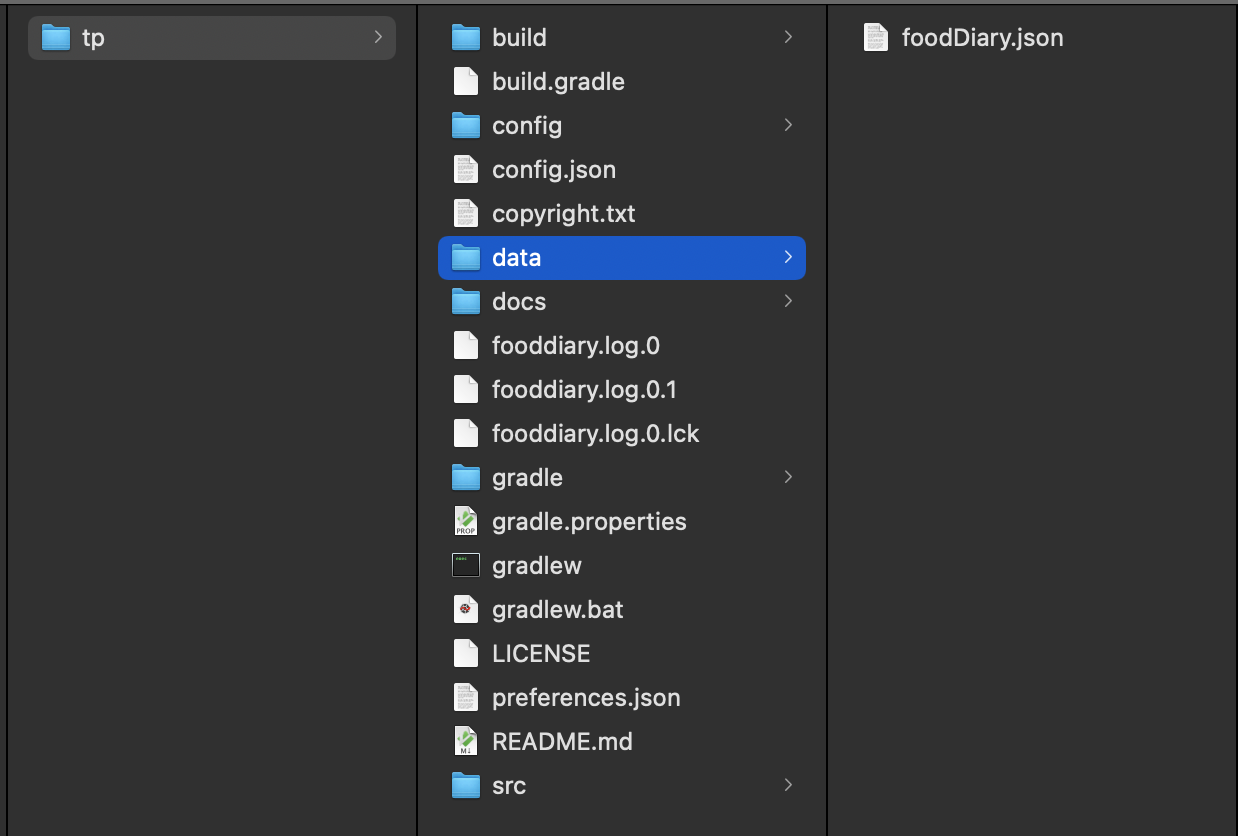 tp
build
build.gradle
config
config.json
copyright.txt
data
docs
fooddiary.log.0
fooddiary.log.0.1
fooddiary.log.0.lck
gradle
gradle.properties
gradlew
gradlew.bat
LICENSE
preferences.json
README.md
src
foodDiary.json